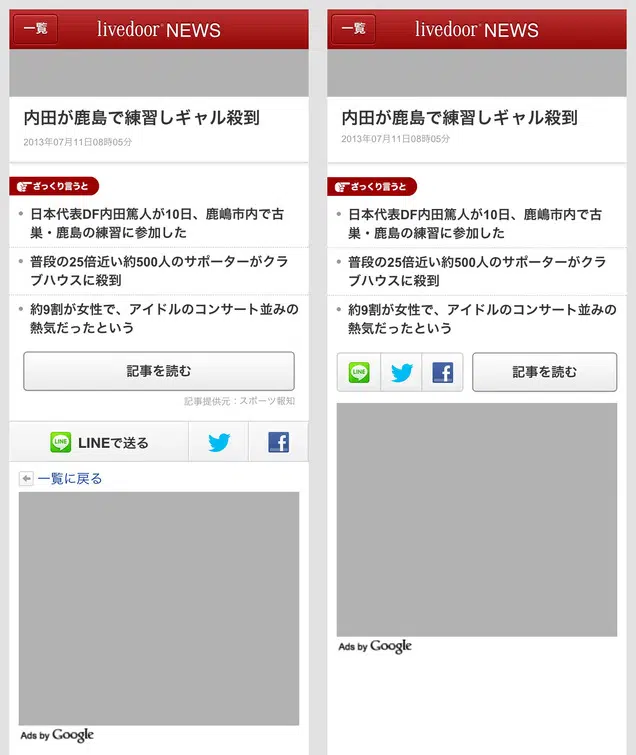 一覧
livedoor NEWS
内田が鹿島で練習しギャル殺到
2013年07月11日08時05分
ざっくり言うと
日本代表DF内田篤人が10日、鹿嶋市内で古
巣・鹿島の練習に参加した
普段の25倍近い約500人のサポーターがクラ
ブハウスに殺到
約9割が女性で、アイドルのコンサート並みの
熱気だったという
記事を読む
記事提供元：スポーツ報知
LINE
LINEで送る
一覧に戻る
Ads by Google
一覧
livedoor NEWS
内田が鹿島で練習しギャル殺到
2013年07月11日08時05分
ざっくり言うと
日本代表DF内田篤人が10日、鹿嶋市内で古
巣・鹿島の練習に参加した
普段の25倍近い約500人のサポーターがクラ
ブハウスに殺到
約9割が女性で、アイドルのコンサート並みの
熱気だったという
LINE
記事を読む
Ads by Google